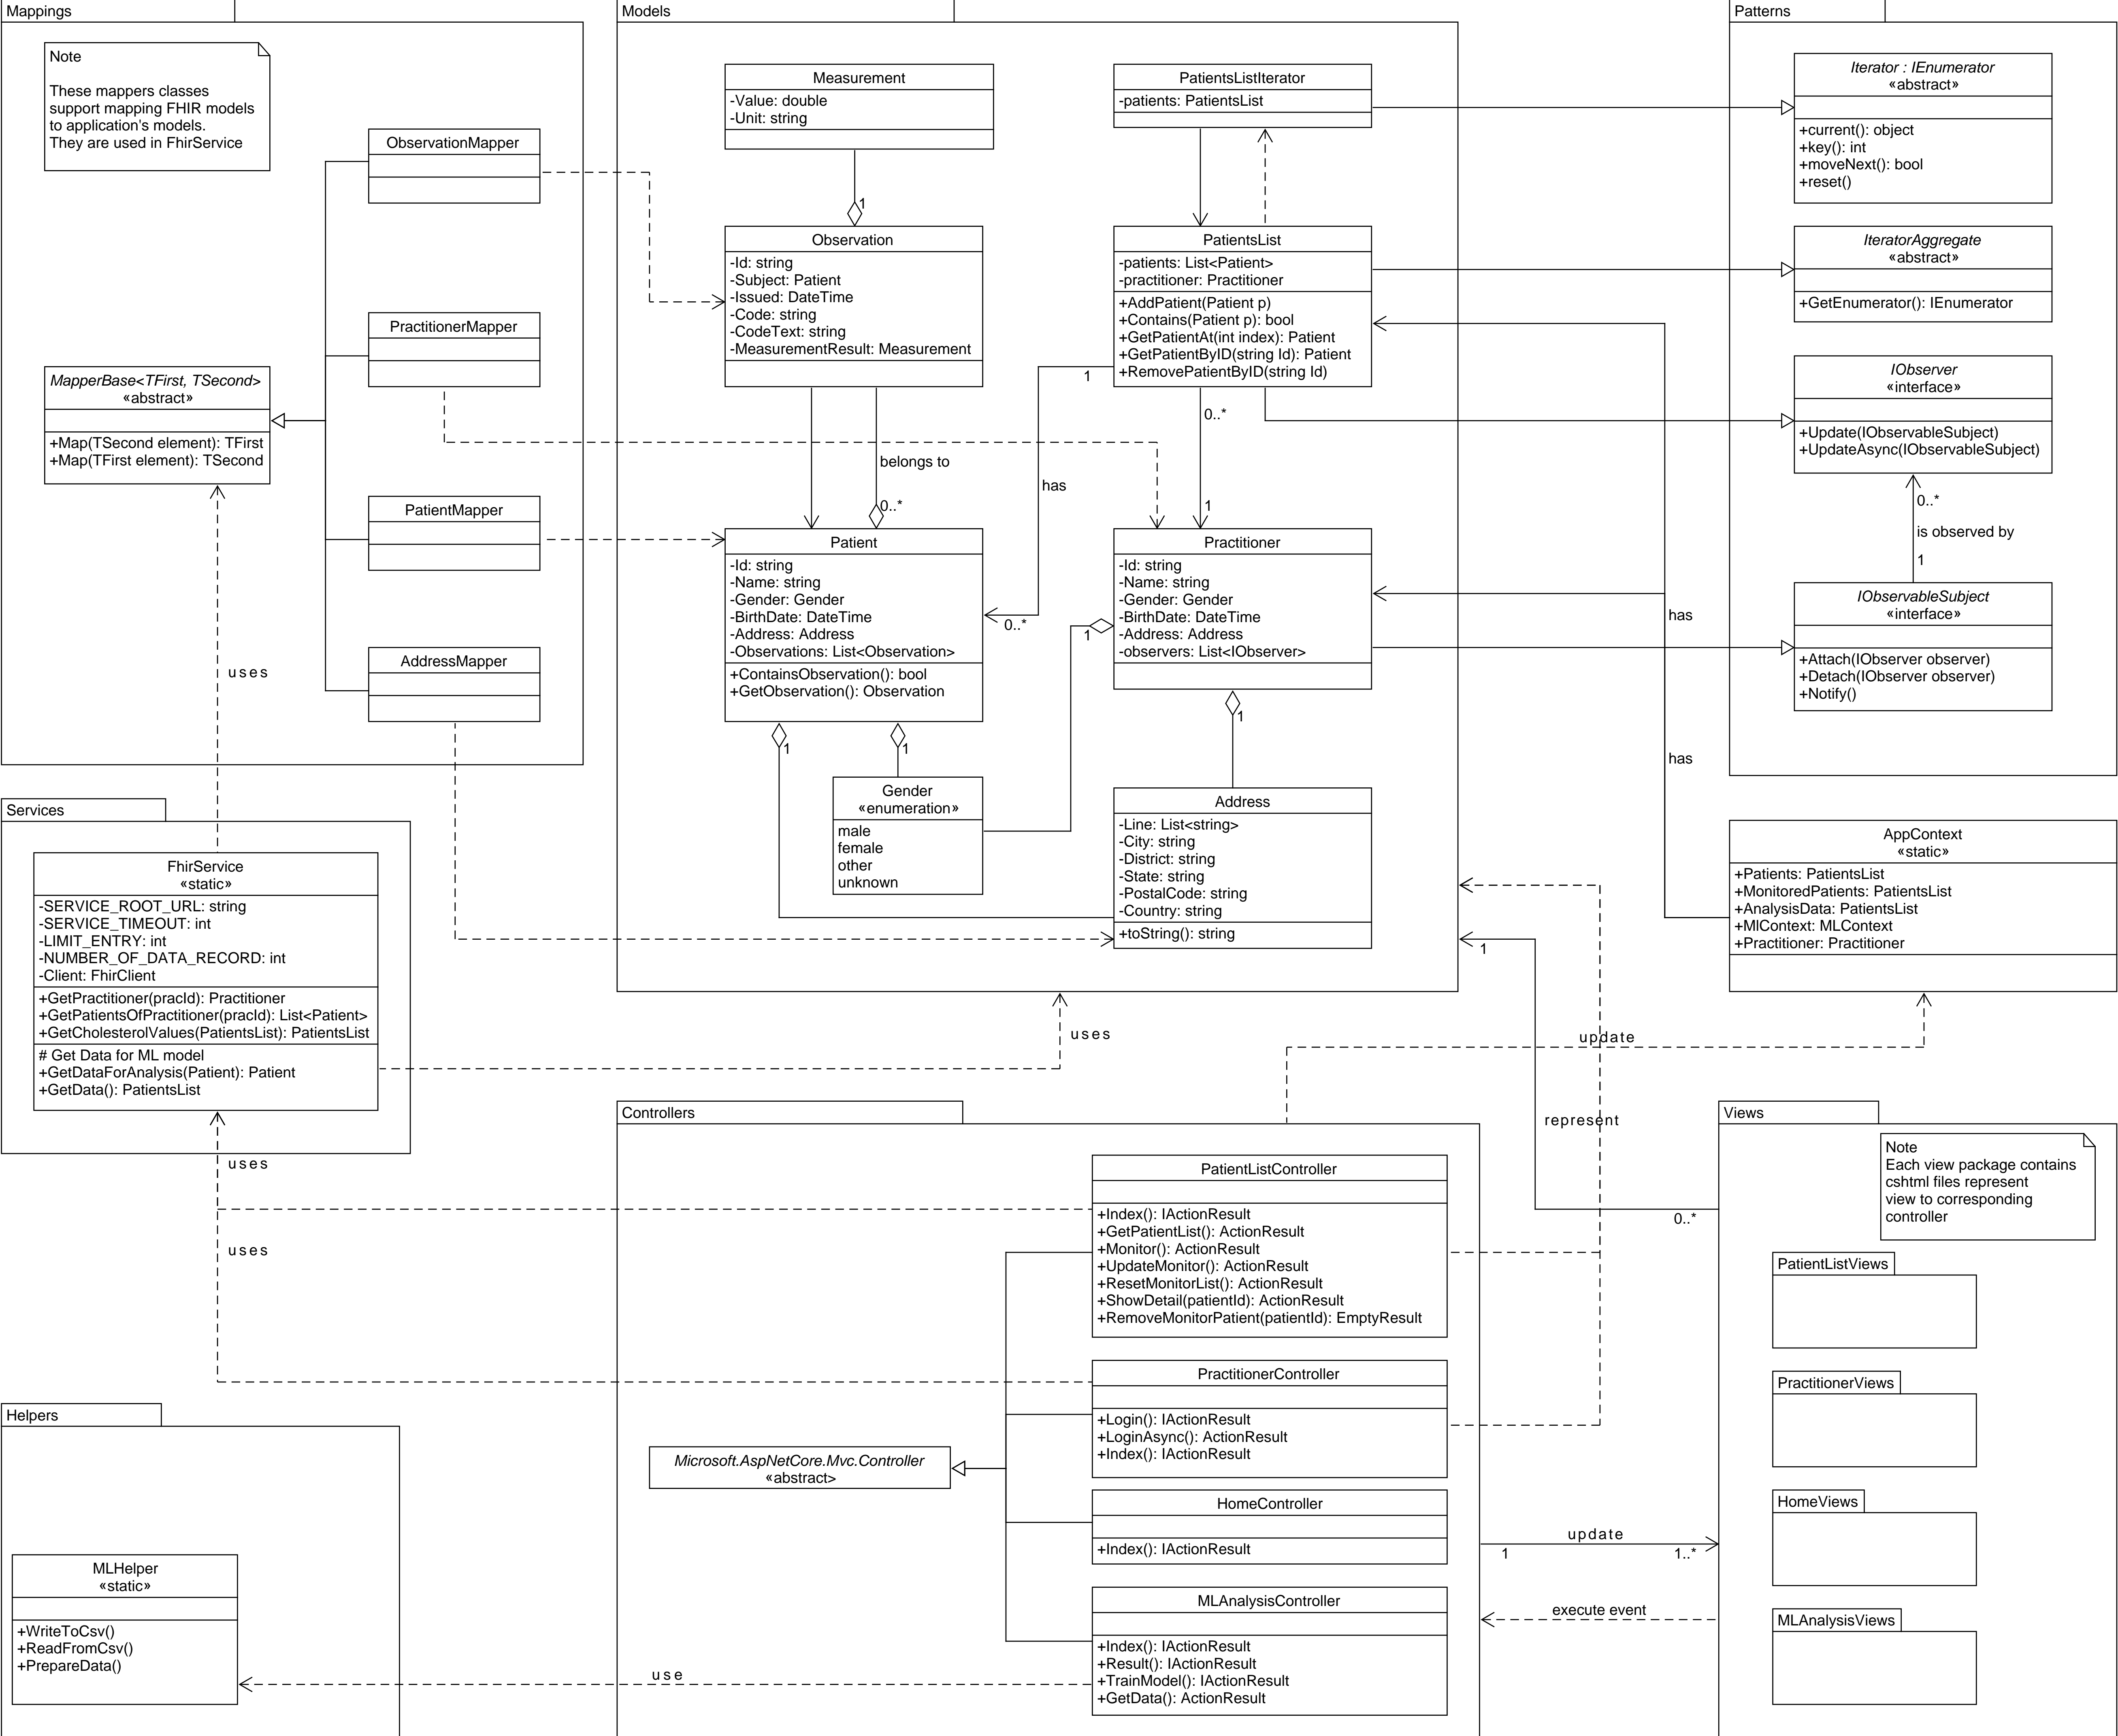 Mappings
Note
These mappers classes
support mapping FHIR models
to application's models.
They are used in FhirService
ObservationMapper
PractitionerMapper
MapperBase<TFirst, TSecond>
«abstract»
+Map(TSecond element): TFirst
+Map(TFirst element): TSecond
PatientMapper
AddressMapper
uses
Models
Measurement
-Value: double
-Unit: string
1
Observation
-Id: string
-Subject: Patient
-Issued: DateTime
-Code: string
-CodeText: string
-MeasurementResult: Measurement
belongs to
0..*
Patient
-Id: string
-Name: string
-Gender: Gender
-BirthDate: DateTime
-Address: Address
-Observations: List<Observation>
+ContainsObservation(): bool
+GetObservation(): Observation
1
1
Gender
«enumeration»
male
female
other
unknown
PatientsListIterator
-patients: PatientsList
PatientsList
-patients: List<Patient>
-practitioner: Practitioner
+AddPatient(Patient p)
+Contains(Patient p): bool
+GetPatientAt(int index): Patient
+GetPatientByID(string Id): Patient
+RemovePatientByID(string Id)
1
has
0..*
0..*
1
Practitioner
-Id: string
-Name: string
-Gender: Gender
-BirthDate: DateTime
-Address: Address
-observers: List<IObserver>
1
1
Address
-Line: List<string>
-City: string
-District: string
-State: string
-PostalCode: string
-Country: string
+toString(): string
Patterns
Iterator : IEnumerator
«abstract»
+current(): object
+key(): int
+moveNext(): bool
+reset()
IteratorAggregate
«abstract»
+GetEnumerator(): IEnumerator
IObserver
«interface»
+Update(IObservableSubject)
+UpdateAsync(IObservableSubject)
0..*
is observed by
1
IObservableSubject
«interface»
+Attach(IObserver observer)
+Detach(IObserver observer)
+Notify()
has
has
AppContext
«static»
+Patients: PatientsList
+MonitoredPatients: PatientsList
+AnalysisData: PatientsList
+MlContext: MLContext
+Practitioner: Practitioner
Services
FhirService
«static»
-SERVICE_ROOT_URL: string
-SERVICE_TIMEOUT: int
-LIMIT_ENTRY: int
-NUMBER_OF_DATA_RECORD: int
-Client: FhirClient
+GetPractitioner(pracId): Practitioner
+GetPatientsOfPractitioner(pracId): List<Patient>
+GetCholesterolValues(PatientsList): PatientsList
# Get Data for ML model
+GetDataForAnalysis(Patient): Patient
+GetData(): PatientsList
uses
uses
uses
1
update
represent
0..*
Controllers
PatientListController
+Index(): IActionResult
+GetPatientList(): ActionResult
+Monitor(): ActionResult
+UpdateMonitor(): ActionResult
+ResetMonitorList(): ActionResult
+ShowDetail(patientId): ActionResult
+RemoveMonitorPatient(patientId): EmptyResult
PractitionerController
+Login(): IActionResult
+LoginAsync(): ActionResult
+Index(): IActionResult
Microsoft.AspNetCore.Mvc.Controller
«abstract>
HomeController
+Index(): IActionResult
MLAnalysisController
+Index(): IActionResult
+Result(): IActionResult
+TrainModel(): IActionResult
+GetData(): ActionResult
update
1
1..*
execute event
use
Views
Note
Each view package contains
cshtml files represent
view to corresponding
controller
PatientListViews
PractitionerViews
HomeViews
MLAnalysisViews
Helpers
MLHelper
«static»
+WriteToCsv()
+ReadFromCsv()
+PrepareData()